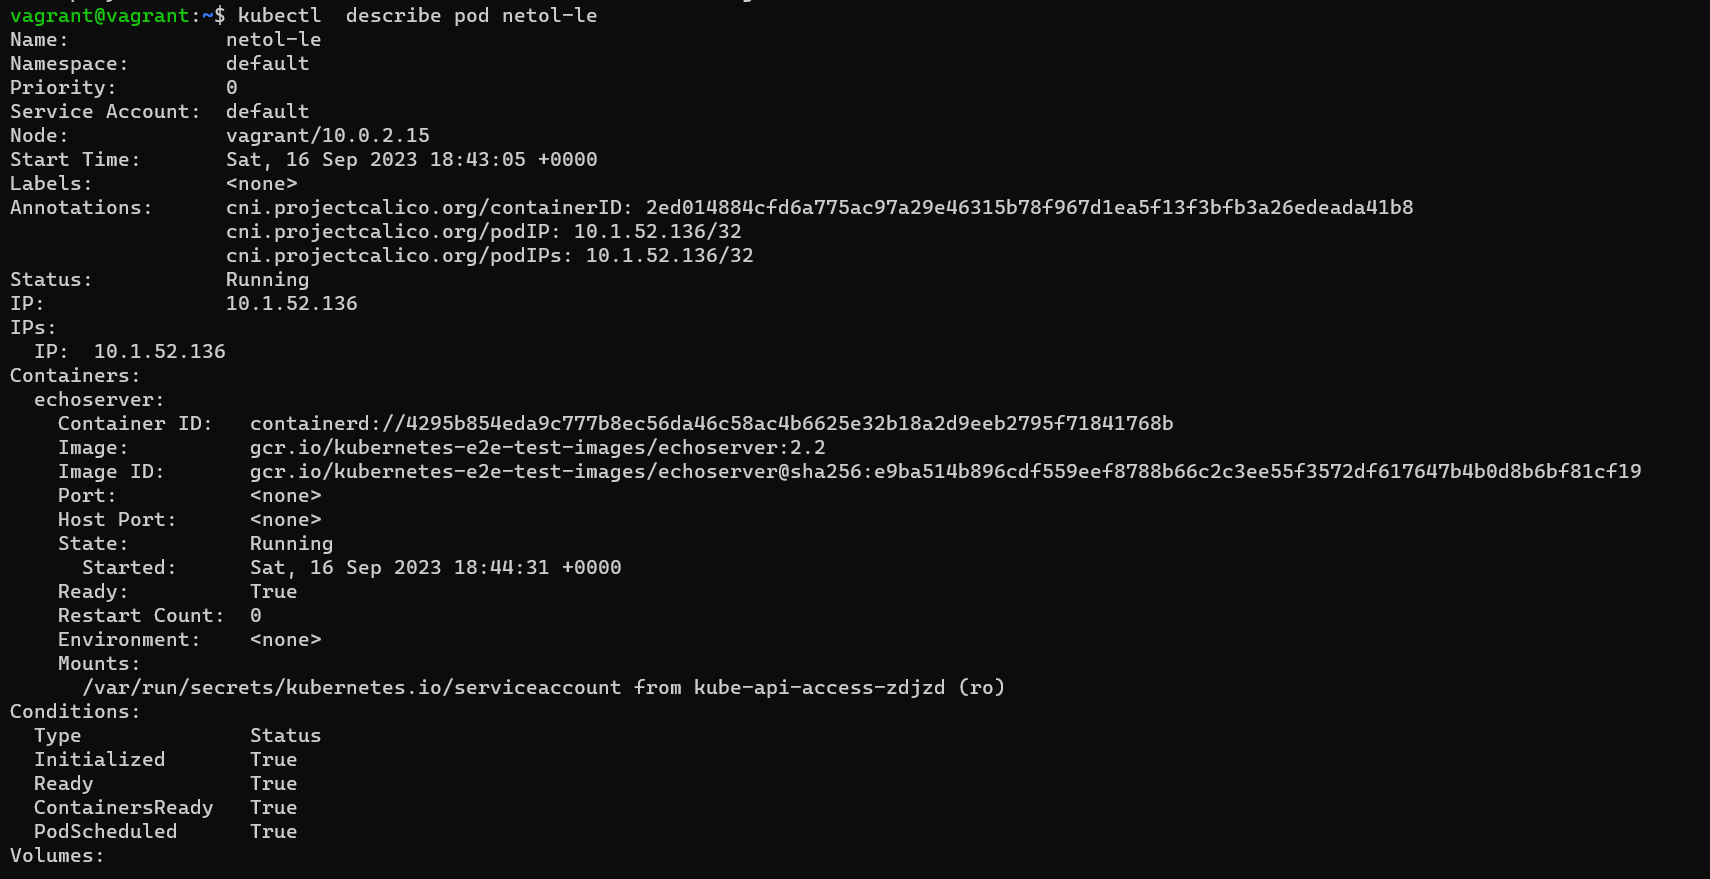 vagrant@vagrant:~$ kubectl  describe pod netol-le
Name:             netol-le
Namespace:        default
Priority:         0
Service Account:  default
Node:             vagrant/10.0.2.15
Start Time:       Sat, 16 Sep 2023 18:43:05 +0000
Labels:           <none>
Annotations:      cni.projectcalico.org/containerID: 2ed014884cfd6a775ac97a29e46315b78f967d1ea5f13f3bfb3a26edeada41b8
                  cni.projectcalico.org/podIP: 10.1.52.136/32
                  cni.projectcalico.org/podIPs: 10.1.52.136/32
Status:           Running
IP:               10.1.52.136
IPs:
  IP:  10.1.52.136
Containers:
  echoserver:
    Container ID:   containerd://4295b854eda9c777b8ec56da46c58ac4b6625e32b18a2d9eeb2795f71841768b
    Image:          gcr.io/kubernetes-e2e-test-images/echoserver:2.2
    Image ID:       gcr.io/kubernetes-e2e-test-images/echoserver@sha256:e9ba514b896cdf559eef8788b66c2c3ee55f3572df617647b4b0d8b6bf81cf19
    Port:           <none>
    Host Port:      <none>
    State:          Running
      Started:      Sat, 16 Sep 2023 18:44:31 +0000
    Ready:          True
    Restart Count:  0
    Environment:    <none>
    Mounts:
      /var/run/secrets/kubernetes.io/serviceaccount from kube-api-access-zdjzd (ro)
Conditions:
  Type              Status
  Initialized       True
  Ready             True
  ContainersReady   True
  PodScheduled      True
Volumes: